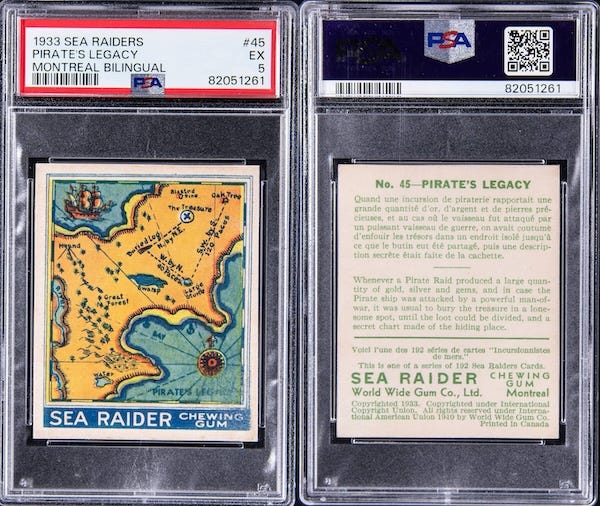 1933 SEA RAIDERS #45
PIRATE'S LEGACY EX
MONTREAL BILINGUAL 5
PSA 82051261
Blasted
Pine
Oak Tree
The Treasure
Buried Log
Swamp
Great
Forest
Water
BAY
PIRATE'S LEGACY
SEA RAIDER CHEWING
GUM
PSA
82051261
No. 45—PIRATE'S LEGACY
Quand une incursion de piraterie rapportait une
grande quantité d'or, d'argent et de pierres pré-
cieuses, et au cas où le vaisseau fut attaqué par
un puissant vaisseau de guerre, on avait coutume
d'enfouir les trésors dans un endroit isolé jusqu'à
ce que le butin eut été partagé, puis une descrip-
tion secrète était faite de la cachette.
Whenever a Pirate Raid produced a large quan-
tity of gold, silver and gems, and in case the
Pirate ship was attacked by a powerful man-of-
war, it was usual to bury the treasure in a lone-
some spot, until the loot could be divided, and a
secret chart made of the hiding place.
Voici l'une des 192 séries de cartes "Incursionnistes
de mers."
This is one of a series of 192 Sea Raiders Cards.
SEA RAIDER CHEWING
GUM
World Wide Gum Co., Ltd. Montreal
Copyrighted 1933. Copyrighted under International
Copyright Union. All rights reserved under Interna-
tional American Union 1910 by World Wide Gum Co.
Printed in Canada